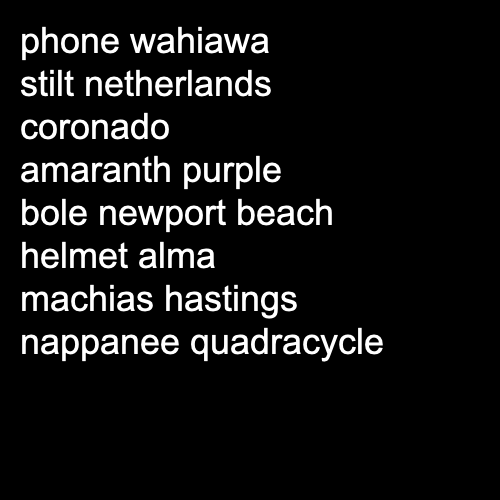 phone wahiawa
stilt netherlands
coronado
amaranth purple
bole newport beach
helmet alma
machias hastings
nappanee quadracycle